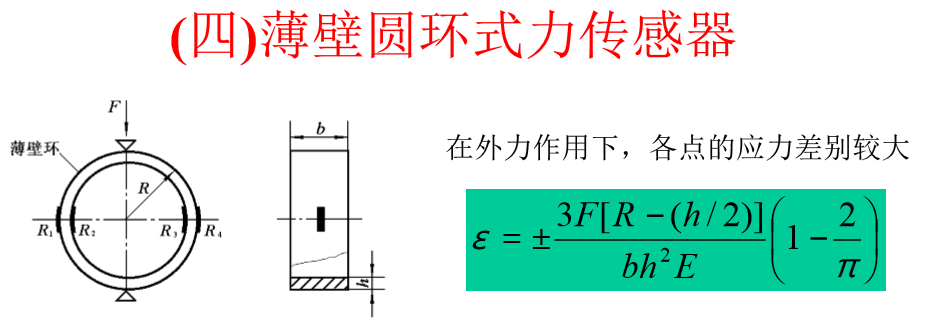 (四)薄壁圆环式力传感器
F
薄壁环
R
R₁ R₂ R₃ R₄
b
h
在外力作用下，各点的应力差别较大
ε = ± 3F[R − (h / 2)] / bh²E (1 − 2/π)